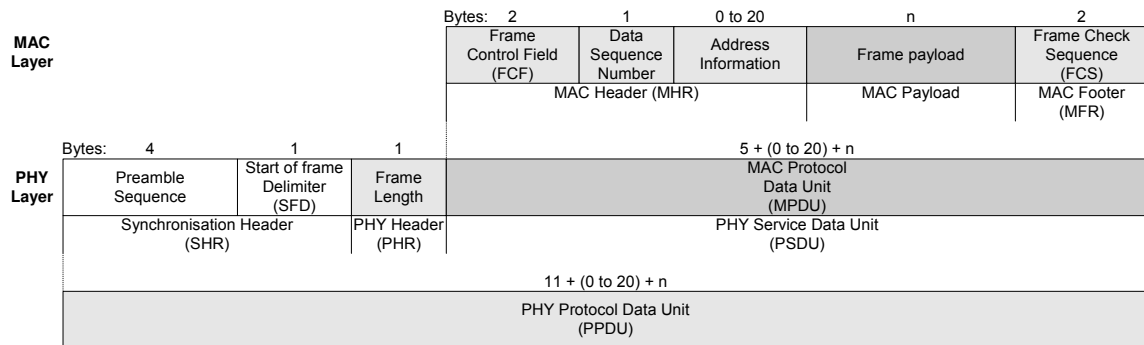 Bytes: 2 1 0 to 20 n 2
MAC
Layer
Frame
Control Field
(FCF)
Data
Sequence
Number
Address
Information
Frame payload
Frame Check
Sequence
(FCS)
MAC Header (MHR)
MAC Payload
MAC Footer
(MFR)
Bytes: 4 1 1 5 + (0 to 20) + n
PHY
Layer
Preamble
Sequence
Start of frame
Delimiter
(SFD)
Frame
Length
MAC Protocol
Data Unit
(MPDU)
Synchronisation Header
(SHR)
PHY Header
(PHR)
PHY Service Data Unit
(PSDU)
11 + (0 to 20) + n
PHY Protocol Data Unit
(PPDU)